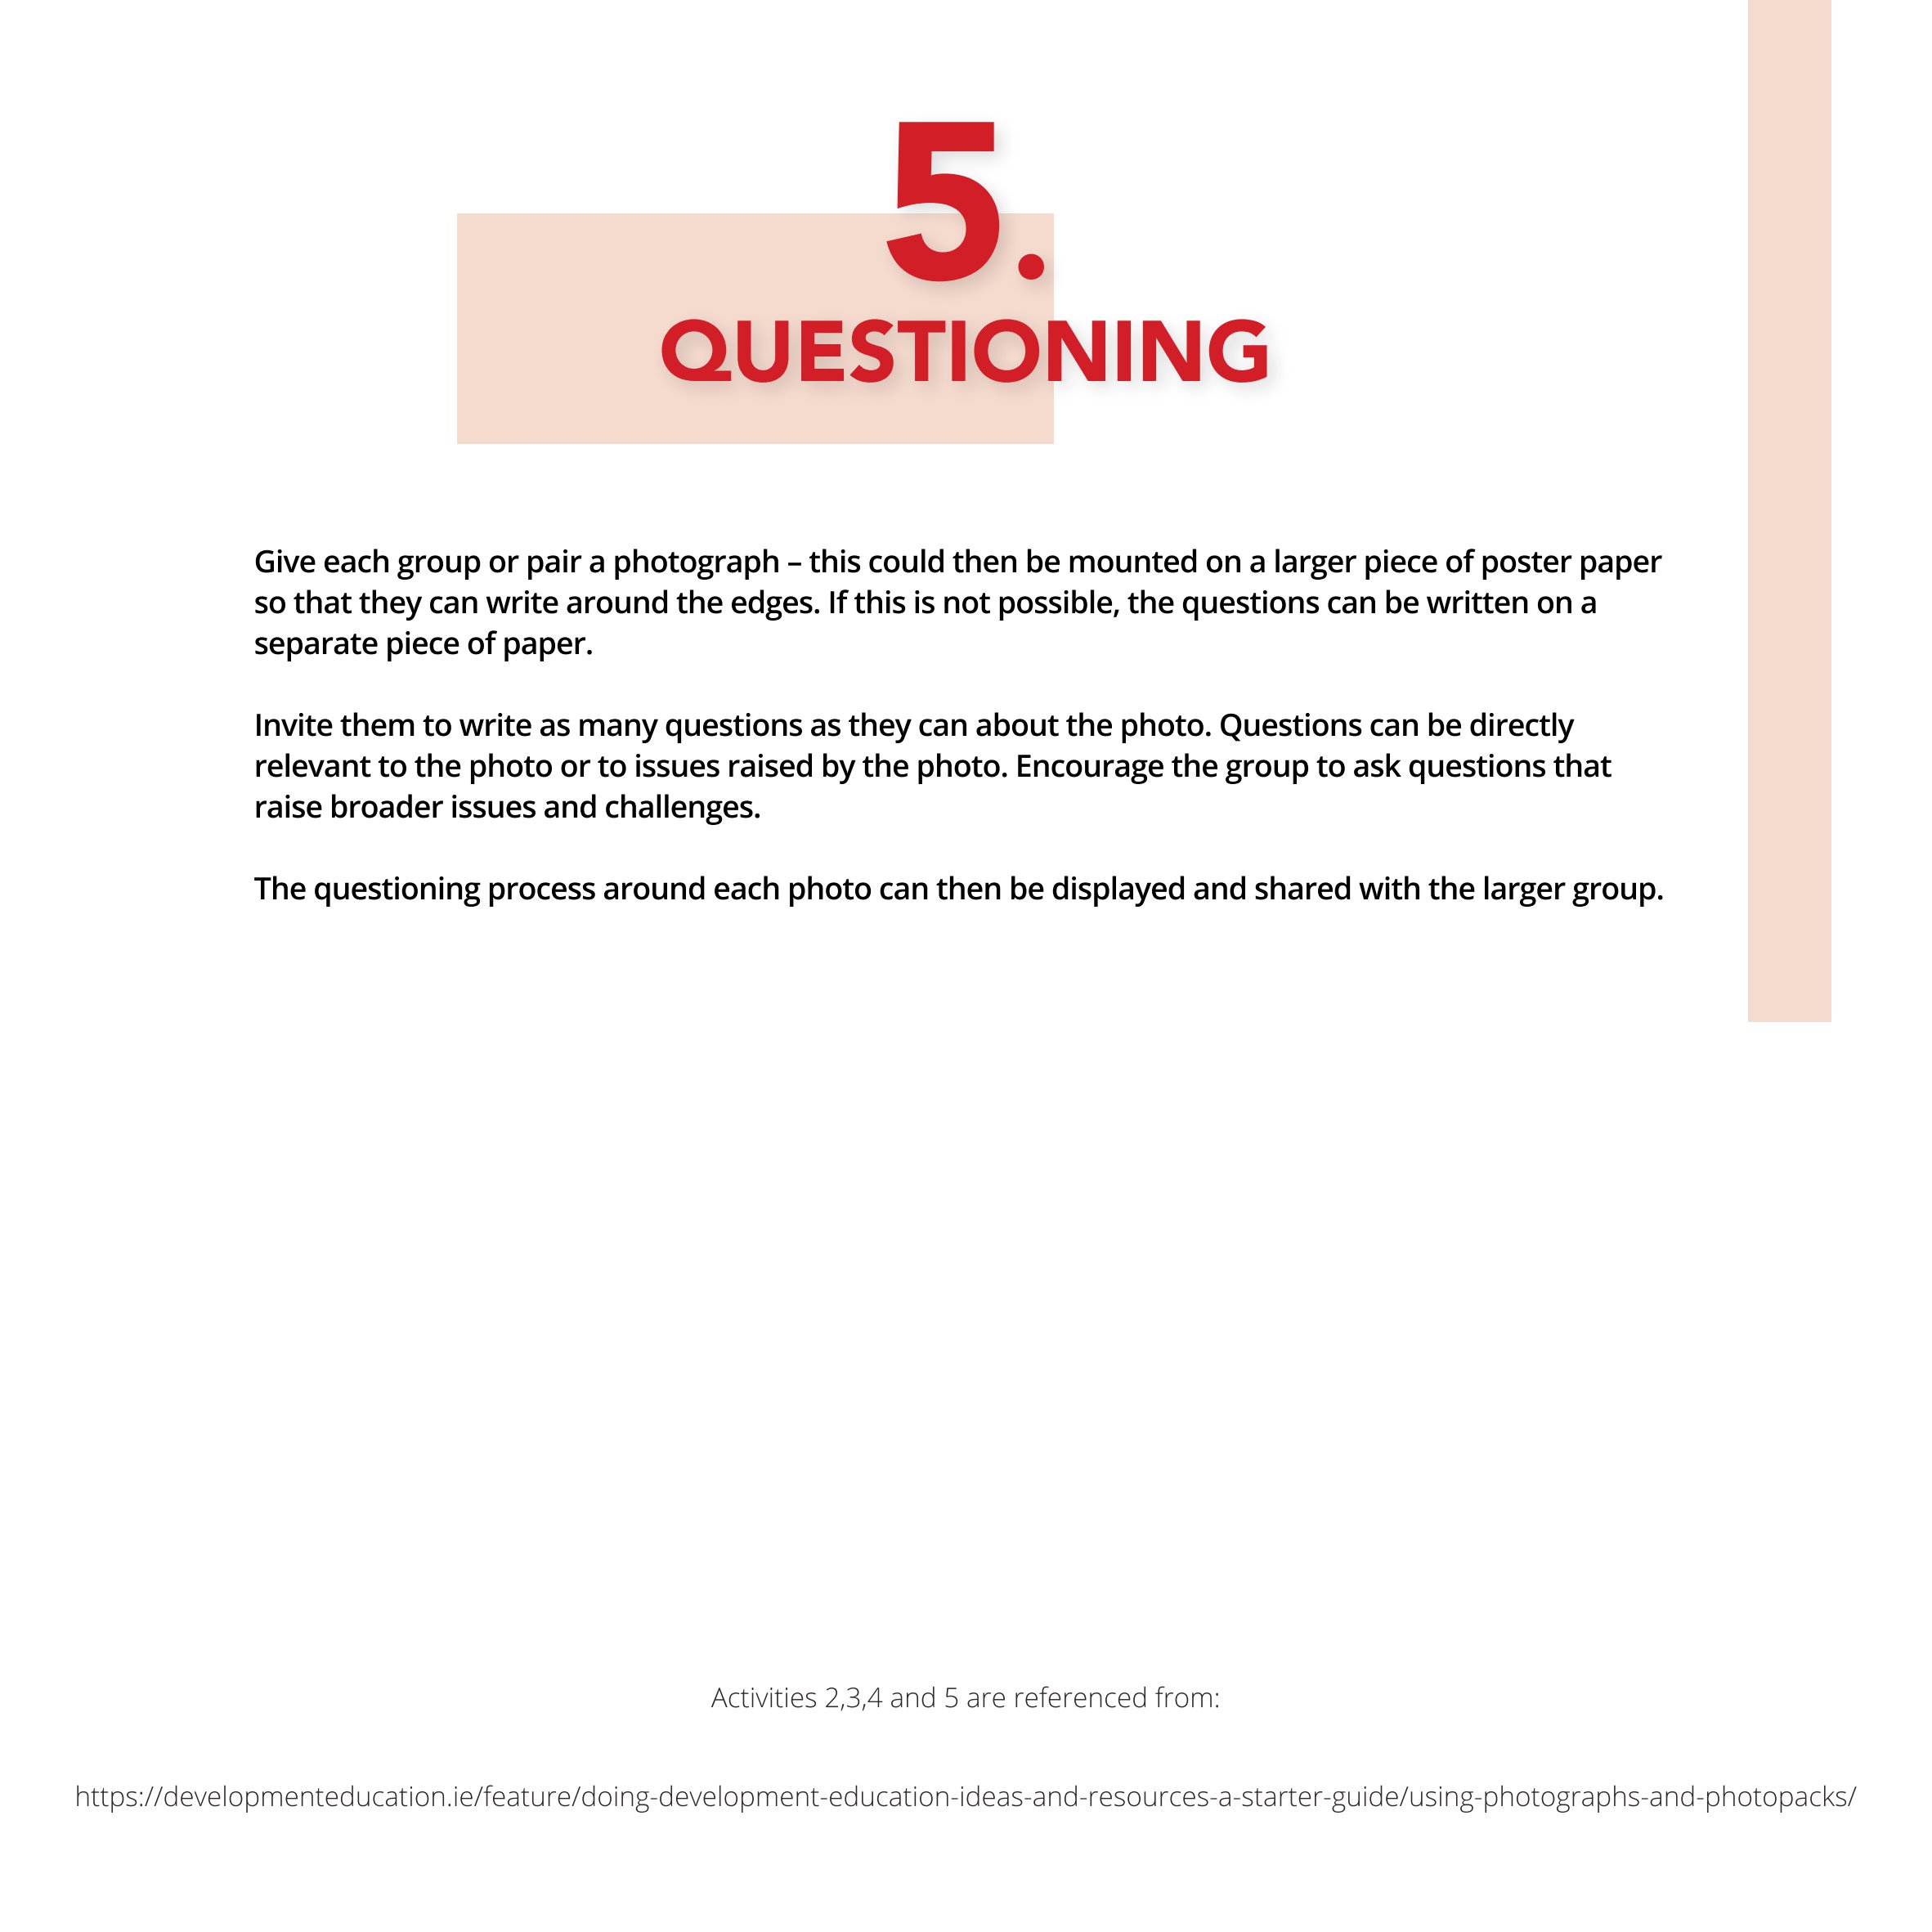 5.
QUESTIONING
Give each group or pair a photograph – this could then be mounted on a larger piece of poster paper
so that they can write around the edges. If this is not possible, the questions can be written on a
separate piece of paper.
Invite them to write as many questions as they can about the photo. Questions can be directly
relevant to the photo or to issues raised by the photo. Encourage the group to ask questions that
raise broader issues and challenges.
The questioning process around each photo can then be displayed and shared with the larger group.
Activities 2,3,4 and 5 are referenced from:
https://developmenteducation.ie/feature/doing-development-education-ideas-and-resources-a-starter-guide/using-photographs-and-photopacks/